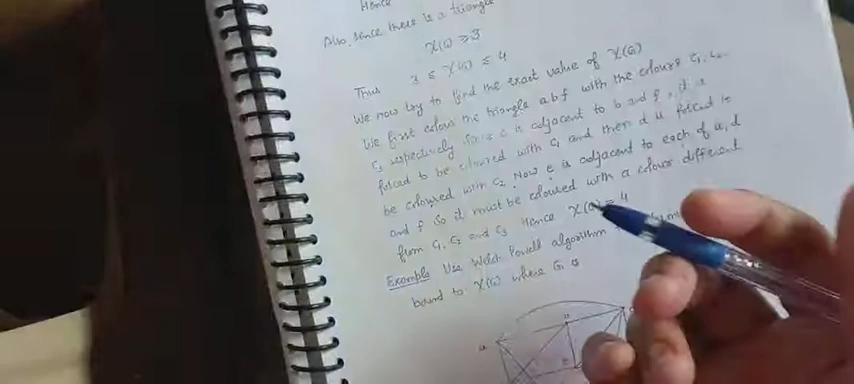 Hence
Also, since there is a triangle
χ(G) ≥ 3
Thus 3 ≤ χ(G) ≤ 4
We now try to find the exact value of χ(G)
We first colour the triangle abf with the colours C₁, C₂,
C₃ respectively. Since c is adjacent to b and f, it is
forced to be coloured with C₁ and then d is forced to
be coloured with C₂. Now e is adjacent to each of a, d
and f so it must be coloured with a colour different
from C₁, C₂ and C₃ Hence χ(G) = 4
Example Use Welch Powell algorithm
bound to χ(G) where G is
a